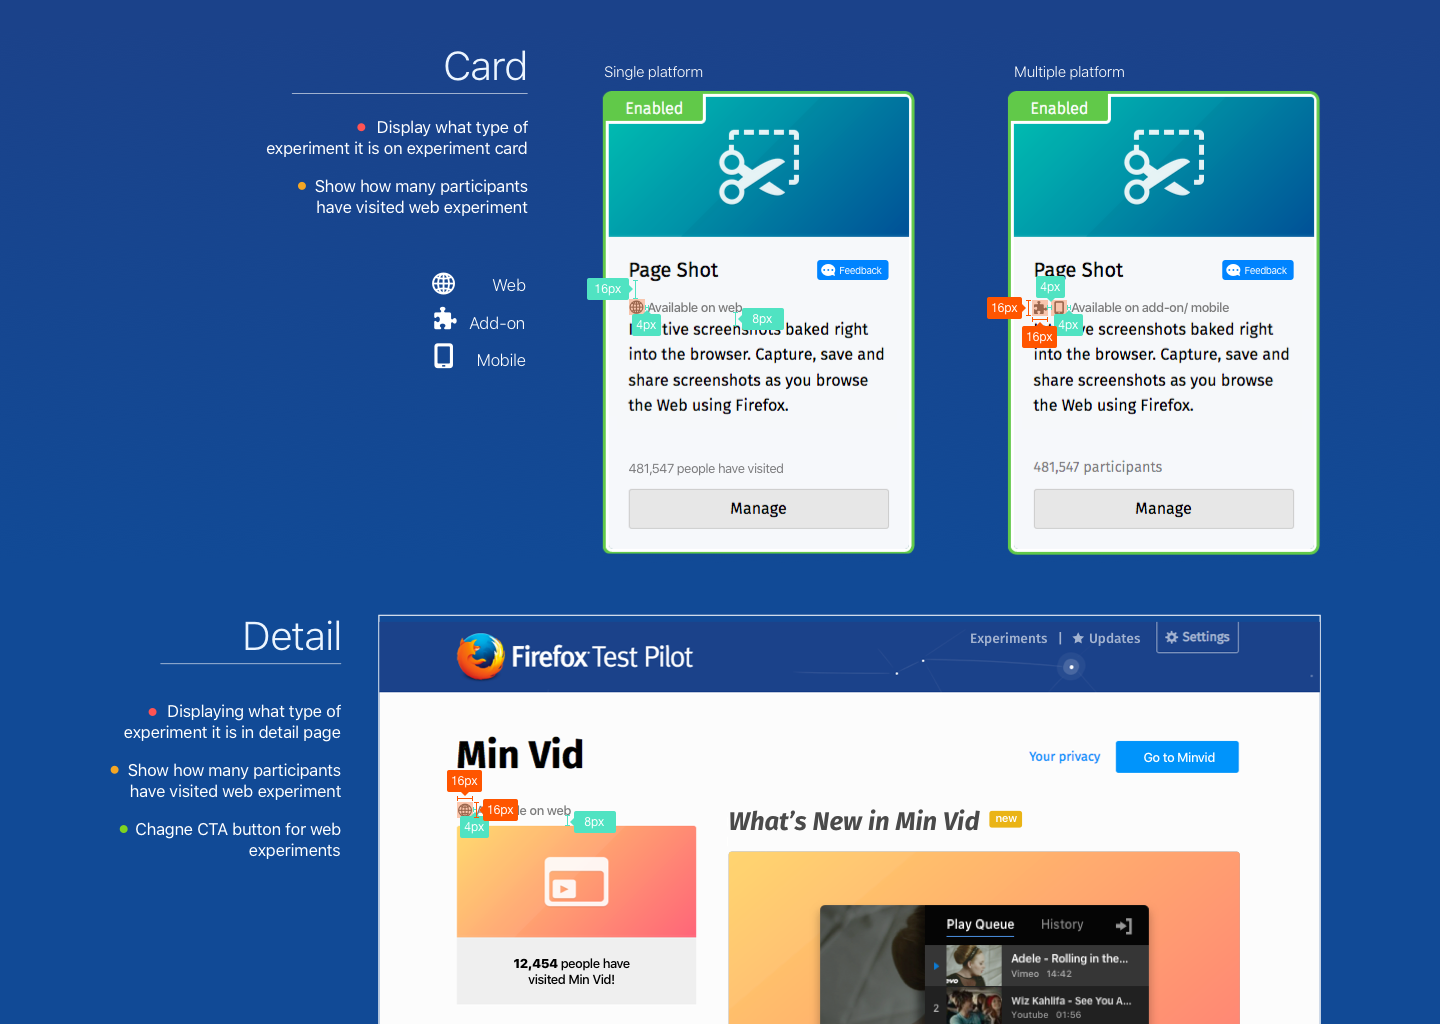 Card
Display what type of
experiment it is on experiment card
Show how many participants
have visited web experiment
Web
Add-on
Mobile
Single platform
Enabled
Page Shot
Feedback
16px
Available on web
4px
8px
tive screenshots baked right
into the browser. Capture, save and
share screenshots as you browse
the Web using Firefox.
481,547 people have visited
Manage
Multiple platform
Enabled
Page Shot
Feedback
4px
16px
Available on add-on/ mobile
4px
16px
ve screenshots baked right
into the browser. Capture, save and
share screenshots as you browse
the Web using Firefox.
481,547 participants
Manage
Detail
Displaying what type of
experiment it is in detail page
Show how many participants
have visited web experiment
Chagne CTA button for web
experiments
Firefox Test Pilot
Experiments | Updates Settings
Min Vid
Your privacy
Go to Minvid
16px
16px
le on web
4px
8px
12,454 people have
visited Min Vid!
What's New in Min Vid new
Play Queue History
Adele - Rolling in the...
Vimeo 14:42
evo
2
Wiz Kahlifa - See You A...
Youtube 01:56